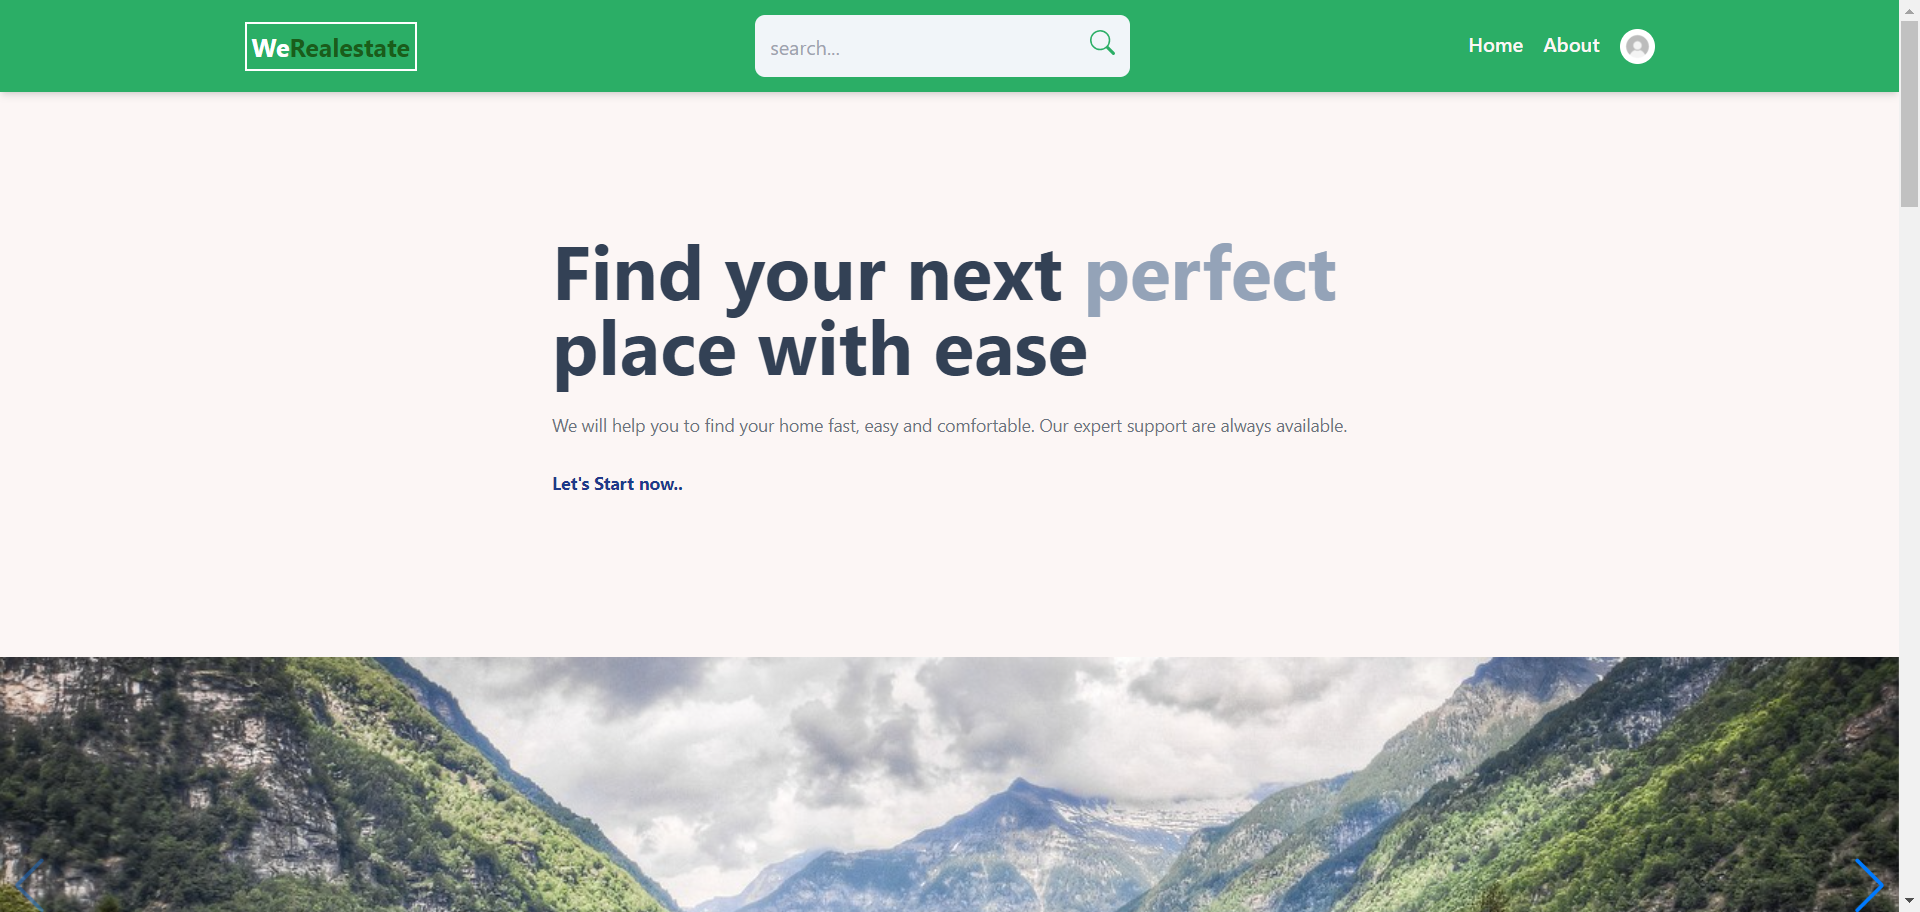 WeRealestate
search...
Home
About
Find your next perfect
place with ease
We will help you to find your home fast, easy and comfortable. Our expert support are always available.
Let's Start now..